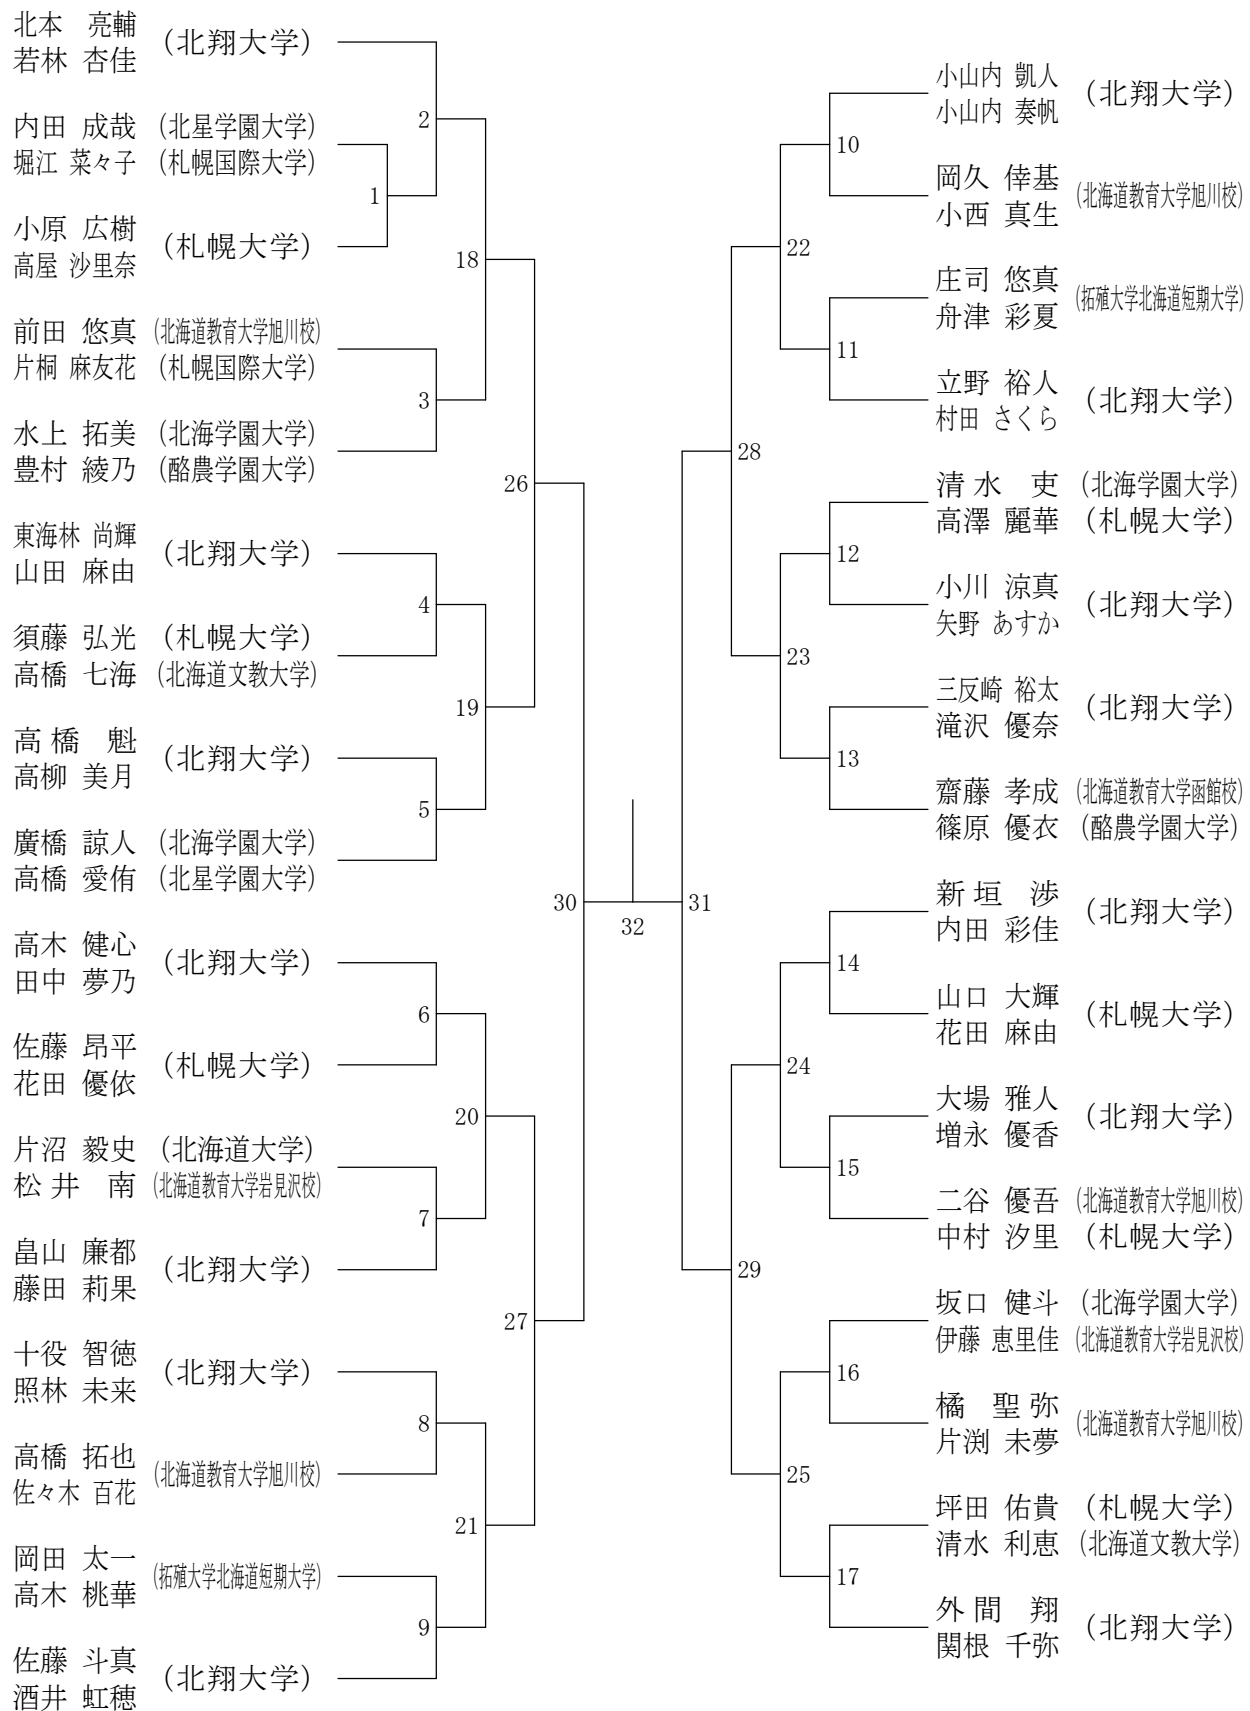 北本 亮輔 (北翔大学)
若林 杏佳
内田 成哉 (北星学園大学)
堀江 菜々子 (札幌国際大学)
小原 広樹 (札幌大学)
高屋 沙里奈
前田 悠真 (北海道教育大学旭川校)
片桐 麻友花 (札幌国際大学)
水上 拓美 (北海学園大学)
豊村 綾乃 (酪農学園大学)
東海林 尚輝 (北翔大学)
山田 麻由
須藤 弘光 (札幌大学)
高橋 七海 (北海道文教大学)
高橋 魁 (北翔大学)
高柳 美月
廣橋 諒人 (北海学園大学)
高橋 愛侑 (北星学園大学)
高木 健心 (北翔大学)
田中 夢乃
佐藤 昂平 (札幌大学)
花田 優依
片沼 毅史 (北海道大学)
松井 南 (北海道教育大学岩見沢校)
畠山 廉都 (北翔大学)
藤田 莉果
十役 智徳 (北翔大学)
照林 未来
高橋 拓也 (北海道教育大学旭川校)
佐々木 百花
岡田 太一 (拓殖大学北海道短期大学)
高木 桃華
佐藤 斗真 (北翔大学)
酒井 虹穂
1
2
3
4
5
6
7
8
9
18
19
20
21
26
27
30
32
31
28
29
22
23
24
25
10
11
12
13
14
15
16
17
小山内 凱人 (北翔大学)
小山内 奏帆
岡久 倖基 (北海道教育大学旭川校)
小西 真生
庄司 悠真 (拓殖大学北海道短期大学)
舟津 彩夏
立野 裕人 (北翔大学)
村田 さくら
清水 吏 (北海学園大学)
高澤 麗華 (札幌大学)
小川 涼真 (北翔大学)
矢野 あすか
三反崎 裕太 (北翔大学)
滝沢 優奈
齋藤 孝成 (北海道教育大学函館校)
篠原 優衣 (酪農学園大学)
新垣 渉 (北翔大学)
内田 彩佳
山口 大輝 (札幌大学)
花田 麻由
大場 雅人 (北翔大学)
増永 優香
二谷 優吾 (北海道教育大学旭川校)
中村 汐里 (札幌大学)
坂口 健斗 (北海学園大学)
伊藤 恵里佳 (北海道教育大学岩見沢校)
橘 聖弥 (北海道教育大学旭川校)
片渕 未夢
坪田 佑貴 (札幌大学)
清水 利恵 (北海道文教大学)
外間 翔 (北翔大学)
関根 千弥